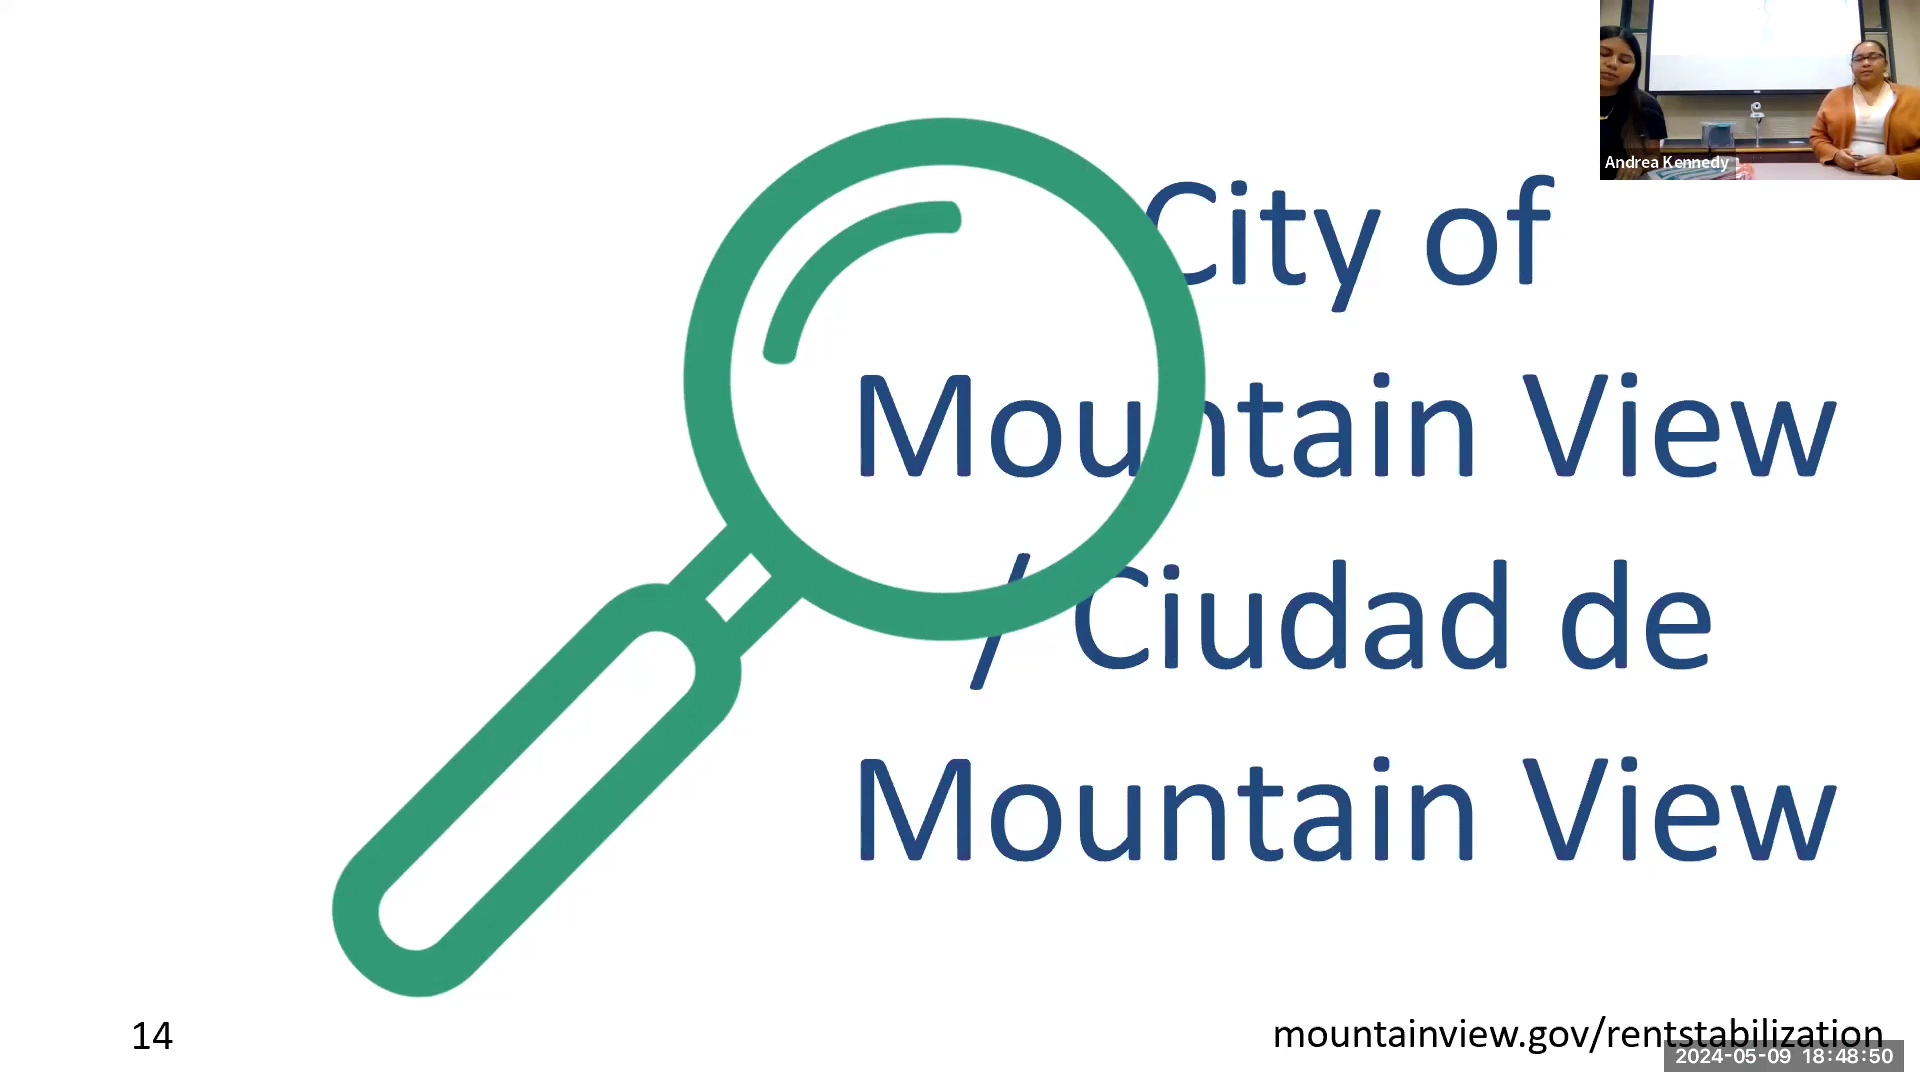 Andrea Kennedy
City of
Mountain View
/ Ciudad de
Mountain View
14
mountainview.gov/rentstabilization
2024-05-09 18:48:50